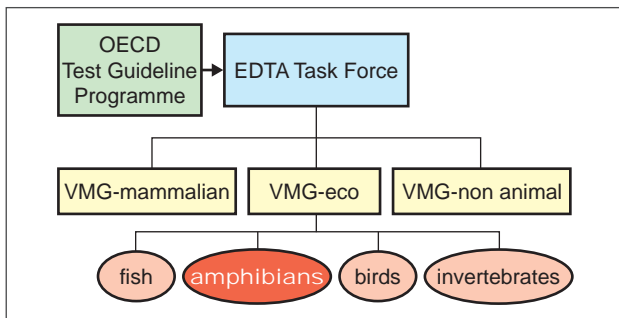 OECD
Test Guideline
Programme
EDTA Task Force
VMG-mammalian
VMG-eco
VMG-non animal
fish
amphibians
birds
invertebrates